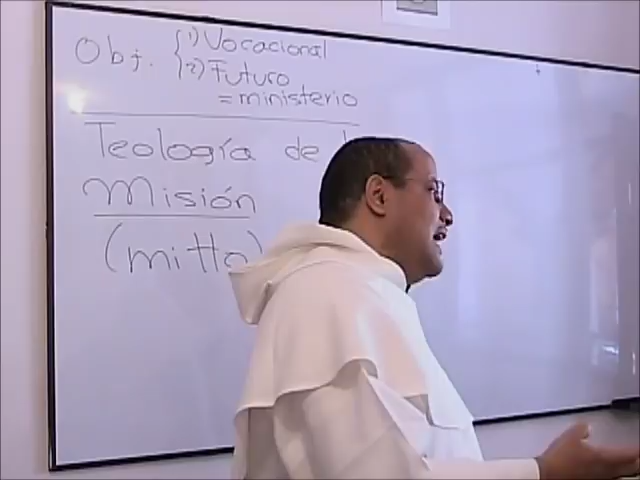 Obj. { 1) Vocacional
2) Futuro
= ministerio
Teología de
Misión
(mitto)